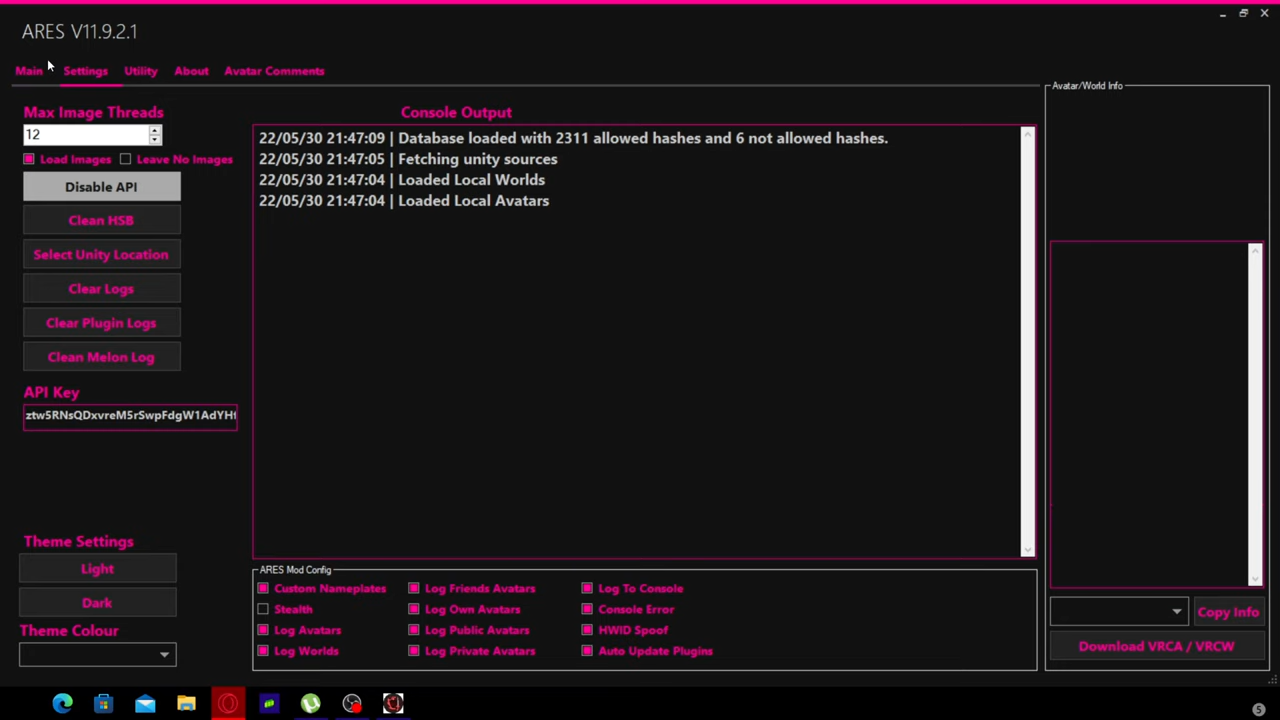 ARES V11.9.2.1
Main Settings Utility About Avatar Comments
Max Image Threads
12
Load Images Leave No Images
Disable API
Clean HSB
Select Unity Location
Clear Logs
Clear Plugin Logs
Clean Melon Log
API Key
ztw5RNsQDxvreM5rSwpFdgW1AdYH
Theme Settings
Light
Dark
Theme Colour
Console Output
22/05/30 21:47:09 | Database loaded with 2311 allowed hashes and 6 not allowed hashes.
22/05/30 21:47:05 | Fetching unity sources
22/05/30 21:47:04 | Loaded Local Worlds
22/05/30 21:47:04 | Loaded Local Avatars
ARES Mod Config
Custom Nameplates Log Friends Avatars Log To Console
Stealth Log Own Avatars Console Error
Log Avatars Log Public Avatars HWID Spoof
Log Worlds Log Private Avatars Auto Update Plugins
Avatar/World Info
Copy Info
Download VRCA / VRCW
5